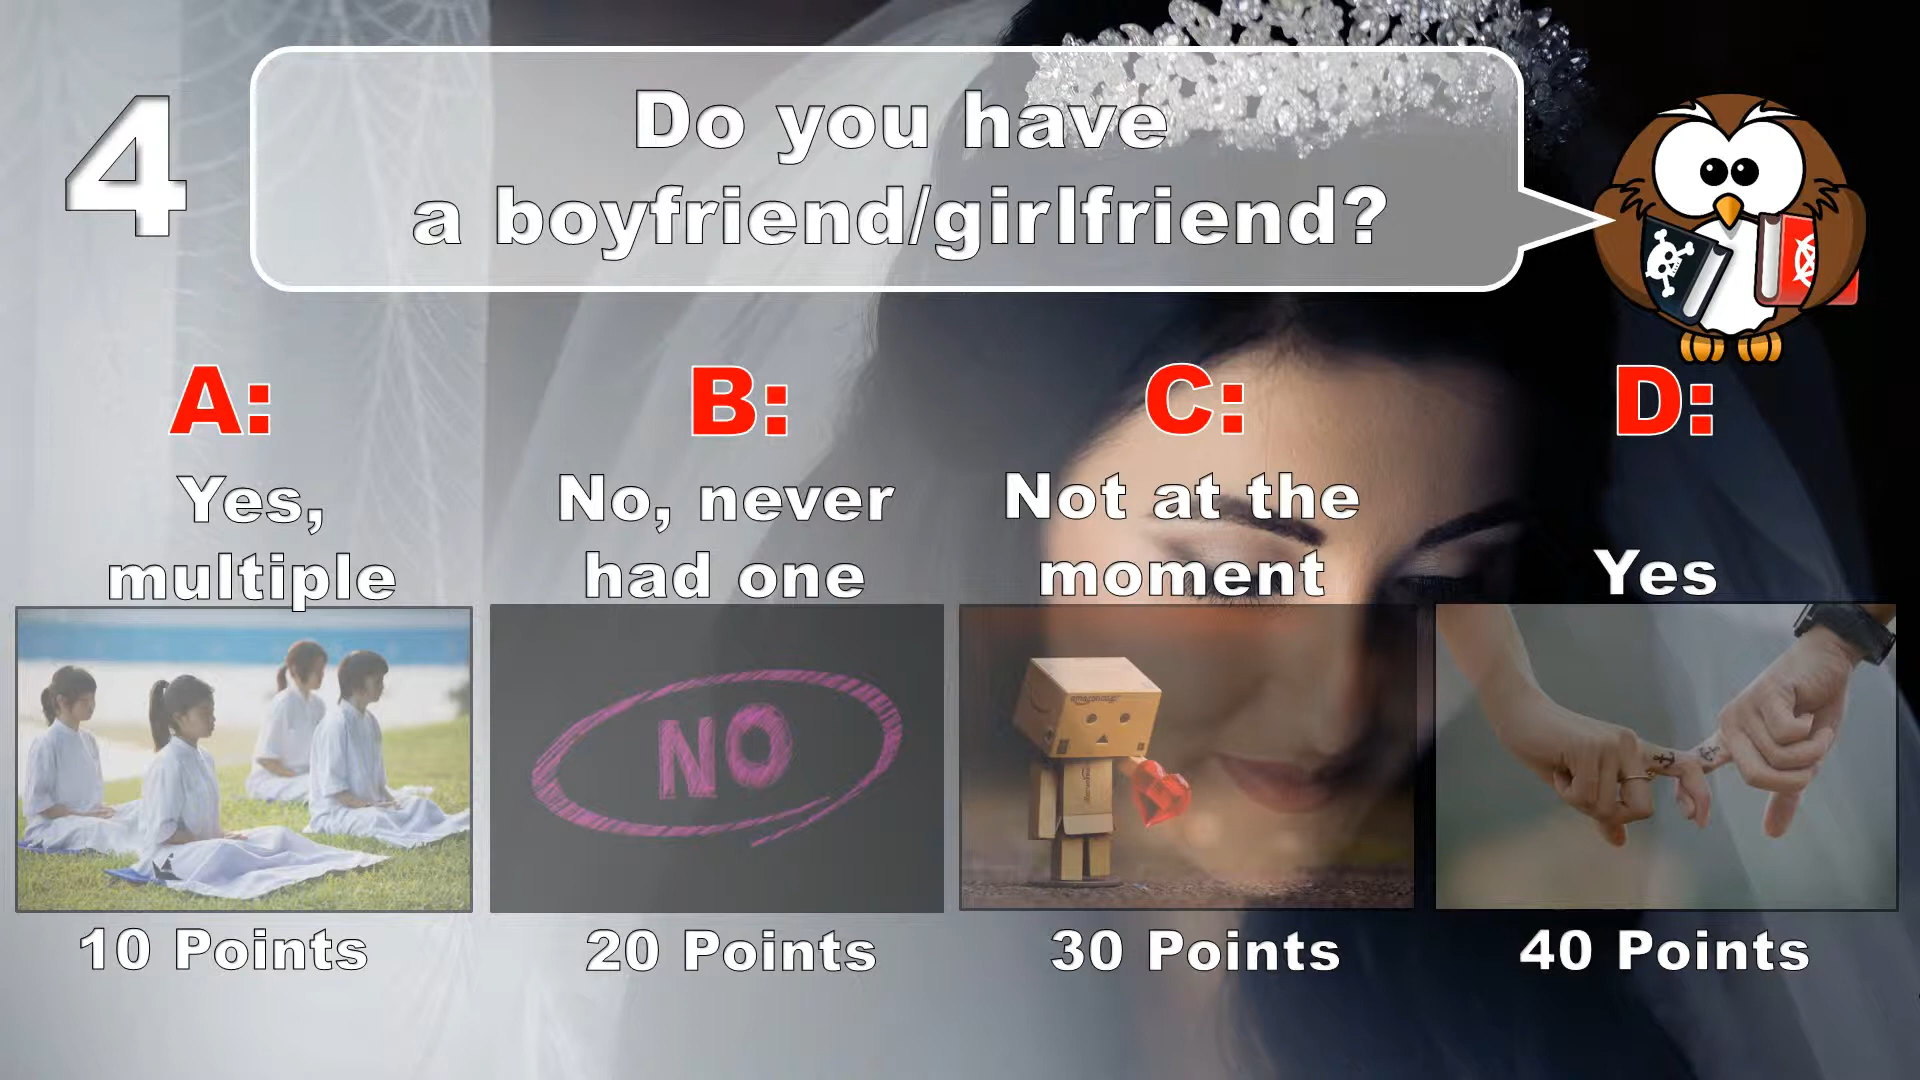 4
Do you have
a boyfriend/girlfriend?
A:
Yes,
multiple
10 Points
B:
No, never
had one
NO
20 Points
C:
Not at the
moment
30 Points
D:
Yes
40 Points